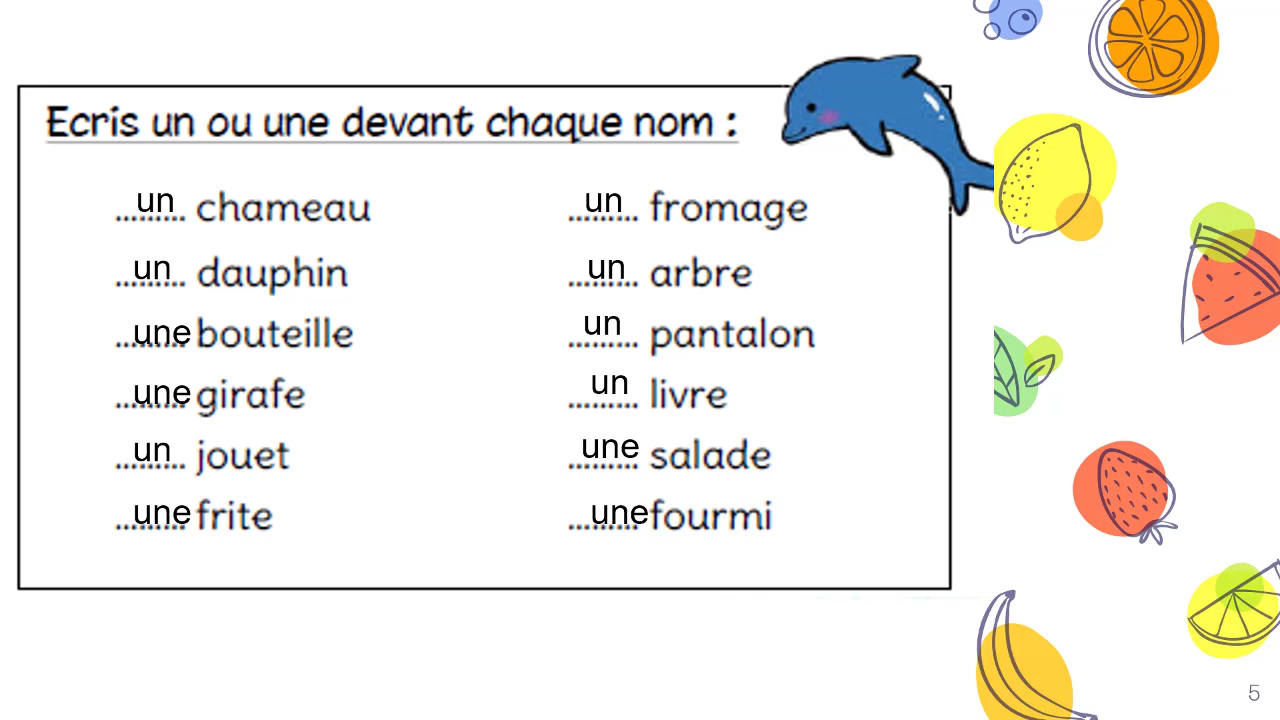 Ecris un ou une devant chaque nom :
un chameau
un dauphin
une bouteille
une girafe
un jouet
une frite
un fromage
un arbre
un pantalon
un livre
une salade
une fourmi
5